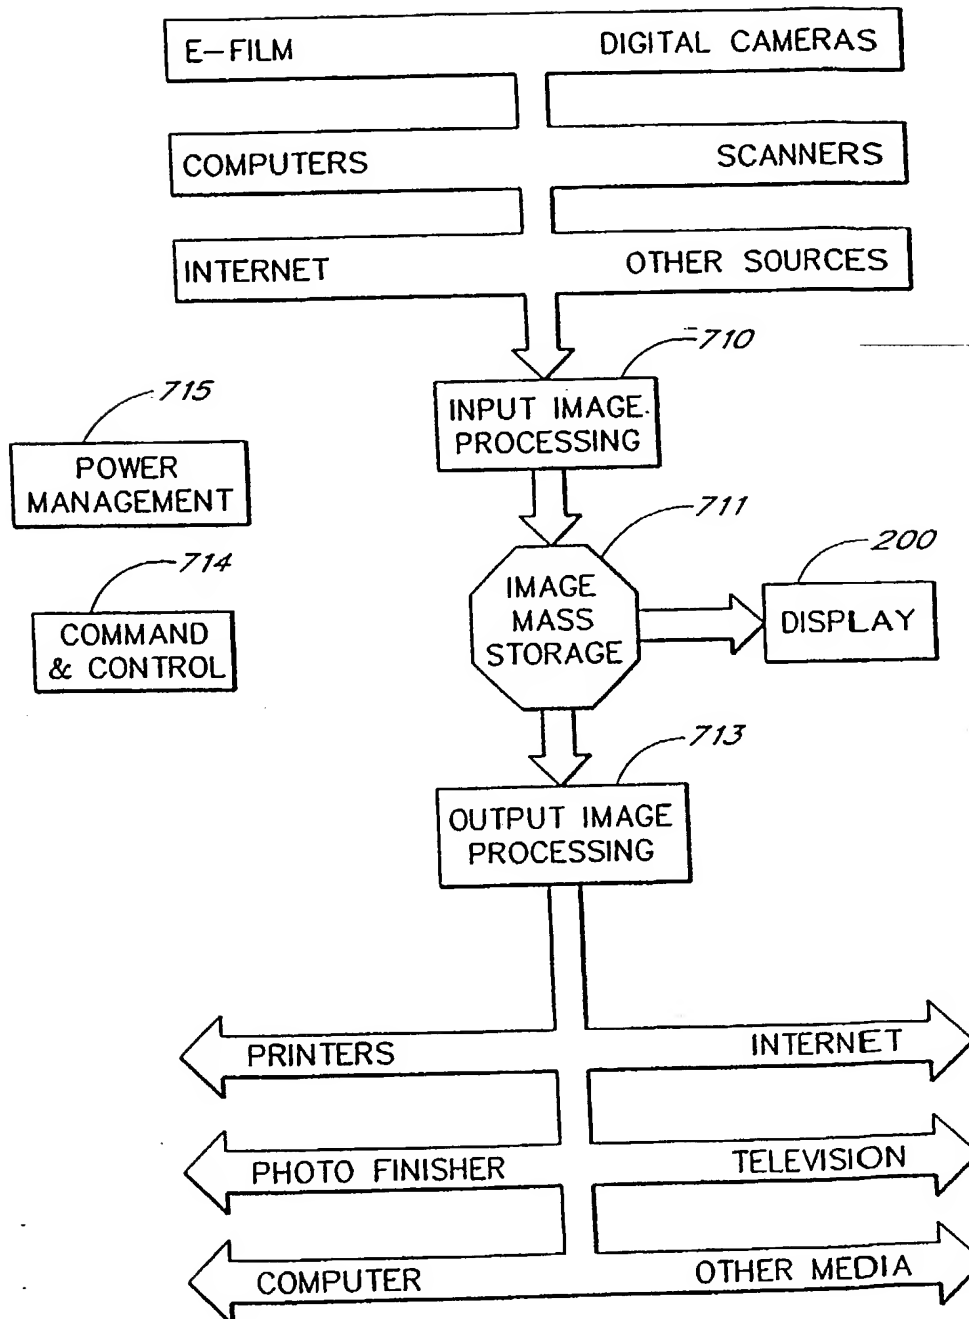 E-FILM DIGITAL CAMERAS
COMPUTERS SCANNERS
INTERNET OTHER SOURCES
710
INPUT IMAGE
PROCESSING
715
POWER
MANAGEMENT
711
IMAGE
MASS
STORAGE
200
DISPLAY
714
COMMAND
& CONTROL
713
OUTPUT IMAGE
PROCESSING
PRINTERS INTERNET
PHOTO FINISHER TELEVISION
COMPUTER OTHER MEDIA